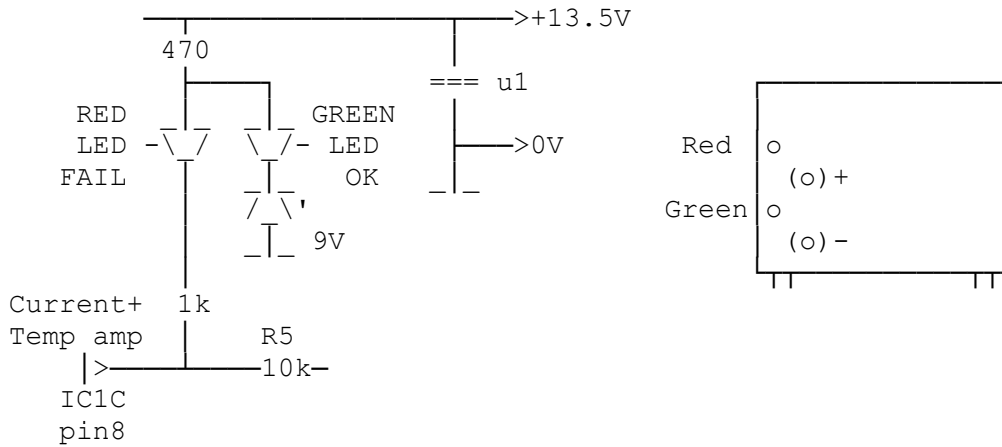 >+13.5V
470
=== u1
RED GREEN
LED LED >0V Red
FAIL OK (o)+
Green
9V (o)-
Current+ 1k
Temp amp R5
10k
IC1C
pin8